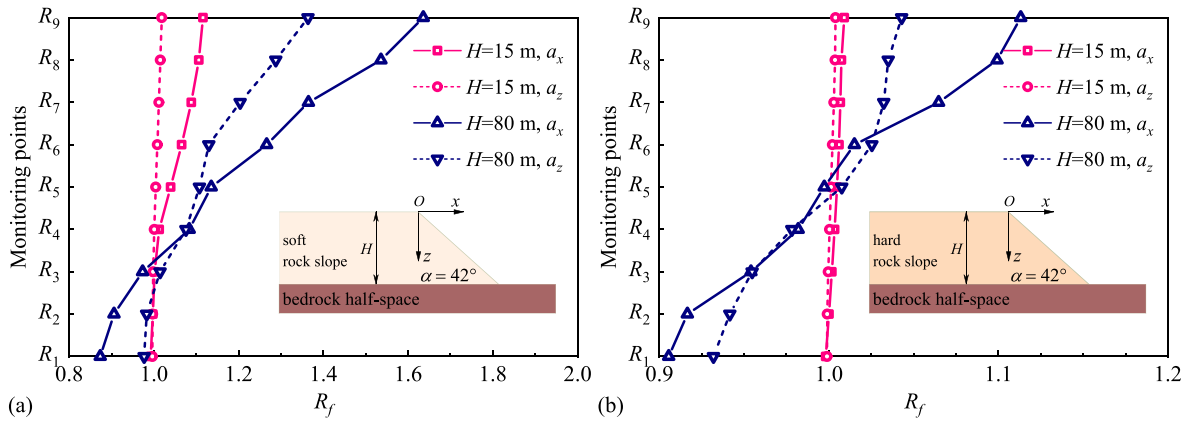 Monitoring points
R9
R8
R7
R6
R5
R4
R3
R2
R1
H=15 m, ax
H=15 m, az
H=80 m, ax
H=80 m, az
O x
soft
rock slope
H
z
α = 42°
bedrock half-space
0.8 1.0 1.2 1.4 1.6 1.8 2.0
(a)
Rf
Monitoring points
R9
R8
R7
R6
R5
R4
R3
R2
R1
H=15 m, ax
H=15 m, az
H=80 m, ax
H=80 m, az
O x
hard
rock slope
H
z
α = 42°
bedrock half-space
0.9 1.0 1.1 1.2
(b)
Rf